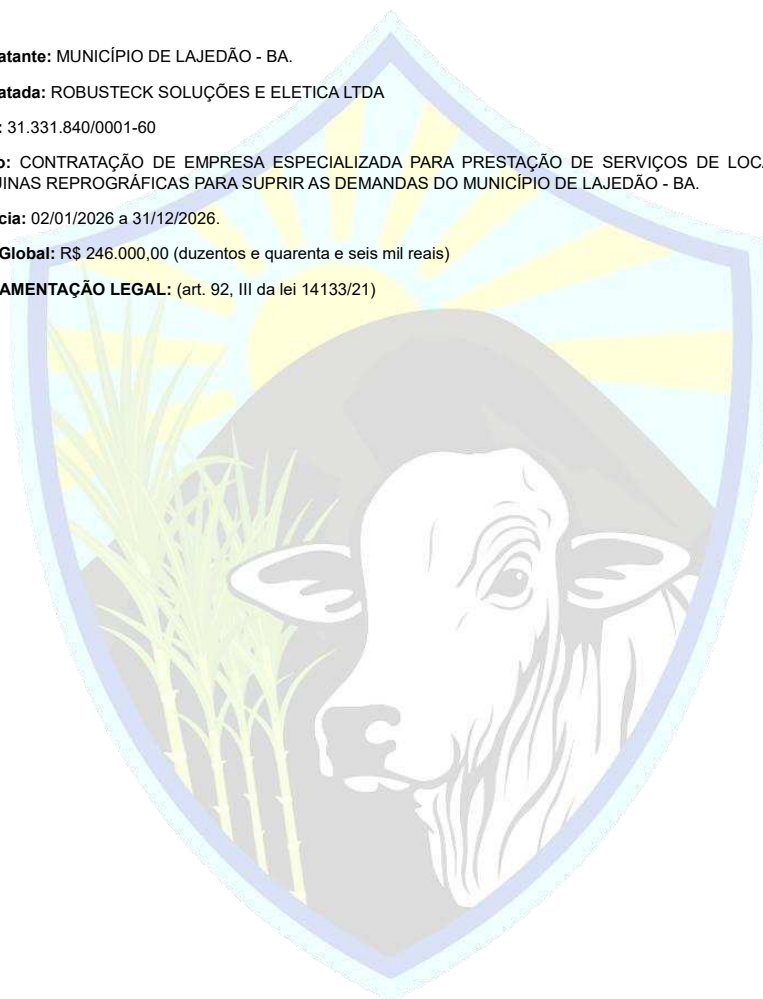 atante: MUNICÍPIO DE LAJEDÃO - BA.
atada: ROBUSTECK SOLUÇÕES E ELETICA LTDA
: 31.331.840/0001-60
o: CONTRATAÇÃO DE EMPRESA ESPECIALIZADA PARA PRESTAÇÃO DE SERVIÇOS DE LOCA
UINAS REPROGRÁFICAS PARA SUPRIR AS DEMANDAS DO MUNICÍPIO DE LAJEDÃO - BA.
cia: 02/01/2026 a 31/12/2026.
Global: R$ 246.000,00 (duzentos e quarenta e seis mil reais)
AMENTAÇÃO LEGAL: (art. 92, III da lei 14133/21)